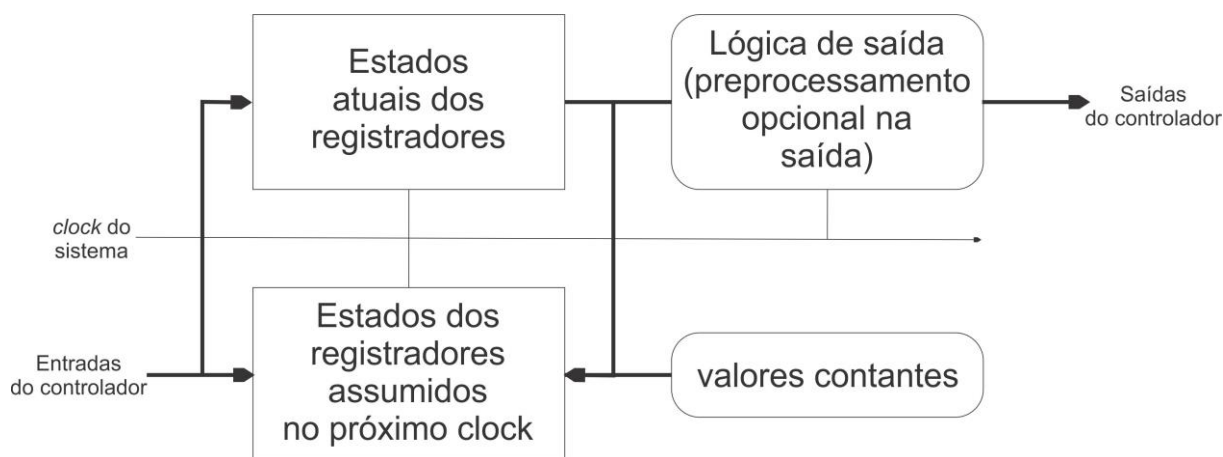 Estados
atuais dos
registradores
Lógica de saída
(preprocessamento
opcional na
saída)
Saídas
do controlador
clock do
sistema
Entradas
do controlador
Estados dos
registradores
assumidos
no próximo clock
valores contantes